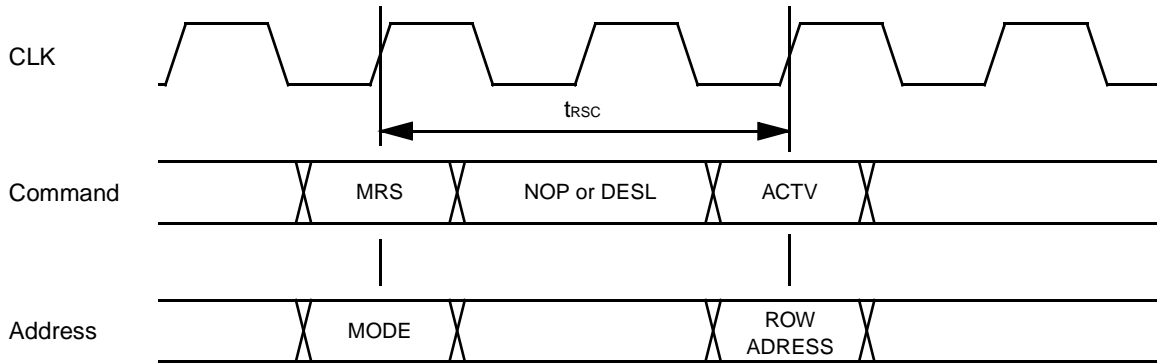 CLK
tRSC
Command
MRS
NOP or DESL
ACTV
Address
MODE
ROW
ADRESS